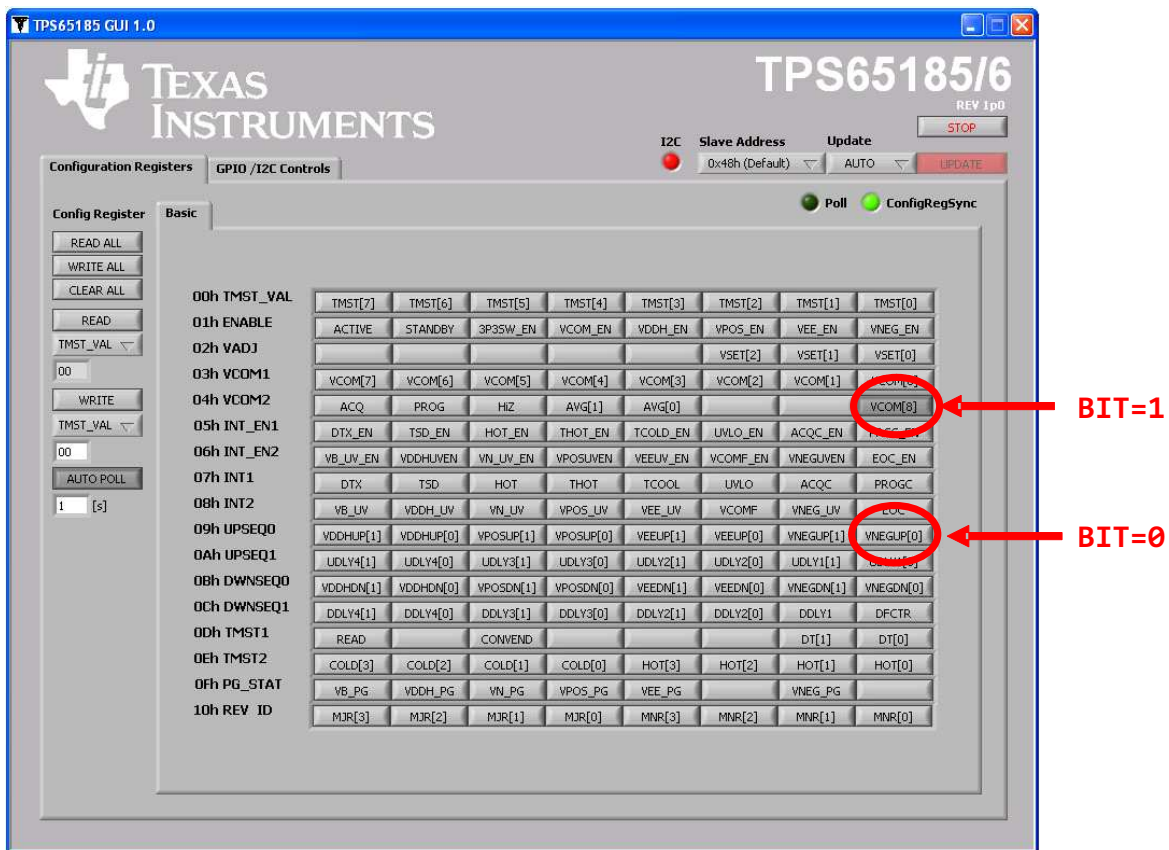 TPS65185 GUI 1.0
TEXAS
INSTRUMENTS
TPS65185/6
REV 1p0
STOP
I2C Slave Address Update
0x48h (Default) AUTO UPDATE
Configuration Registers GPIO /I2C Controls
Poll ConfigRegSync
Config Register Basic
READ ALL
WRITE ALL
CLEAR ALL
READ
TMST_VAL
00
WRITE
TMST_VAL
00
AUTO POLL
1 [s]
00h TMST_VAL TMST[7] TMST[6] TMST[5] TMST[4] TMST[3] TMST[2] TMST[1] TMST[0]
01h ENABLE ACTIVE STANDBY 3P3SW_EN VCOM_EN VDDH_EN VPOS_EN VEE_EN VNEG_EN
02h VADJ VSET[2] VSET[1] VSET[0]
03h VCOM1 VCOM[7] VCOM[6] VCOM[5] VCOM[4] VCOM[3] VCOM[2] VCOM[1]
04h VCOM2 ACQ PROG HiZ AVG[1] AVG[0] VCOM[8]
BIT=1
05h INT_EN1 DTX_EN TSD_EN HOT_EN THOT_EN TCOLD_EN UVLO_EN ACQC_EN
06h INT_EN2 VB_UV_EN VDDHUVEN VN_UV_EN VPOSUVEN VEEUV_EN VCOMF_EN VNEGUVEN EOC_EN
07h INT1 DTX TSD HOT THOT TCOOL UVLO ACQC PROGC
08h INT2 VB_UV VDDH_UV VN_UV VPOS_UV VEE_UV VCOMF VNEG_UV EOC
09h UPSEQ0 VDDHUP[1] VDDHUP[0] VPOSUP[1] VPOSUP[0] VEEUP[1] VEEUP[0] VNEGUP[1] VNEGUP[0]
BIT=0
0Ah UPSEQ1 UDLY4[1] UDLY4[0] UDLY3[1] UDLY3[0] UDLY2[1] UDLY2[0] UDLY1[1]
0Bh DWNSEQ0 VDDHDN[1] VDDHDN[0] VPOSDN[1] VPOSDN[0] VEEDN[1] VEEDN[0] VNEGDN[1] VNEGDN[0]
0Ch DWNSEQ1 DDLY4[1] DDLY4[0] DDLY3[1] DDLY3[0] DDLY2[1] DDLY2[0] DDLY1 DFCTR
0Dh TMST1 READ CONVEND DT[1] DT[0]
0Eh TMST2 COLD[3] COLD[2] COLD[1] COLD[0] HOT[3] HOT[2] HOT[1] HOT[0]
0Fh PG_STAT VB_PG VDDH_PG VN_PG VPOS_PG VEE_PG VNEG_PG
10h REV ID MJR[3] MJR[2] MJR[1] MJR[0] MNR[3] MNR[2] MNR[1] MNR[0]